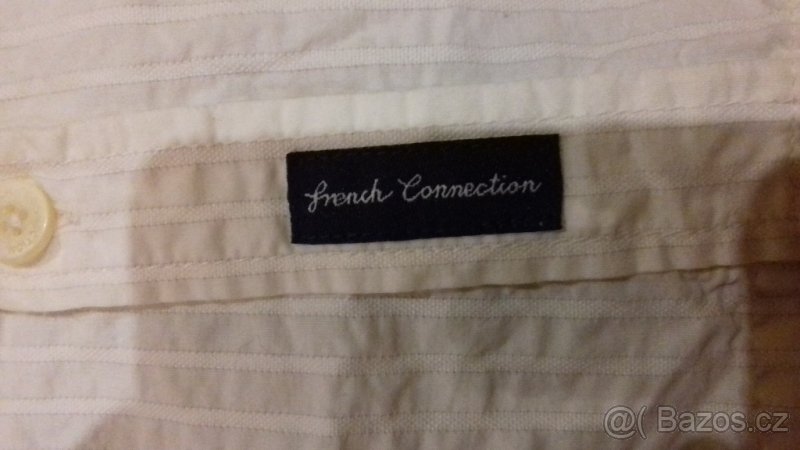 French Connection
@( Bazos.cz